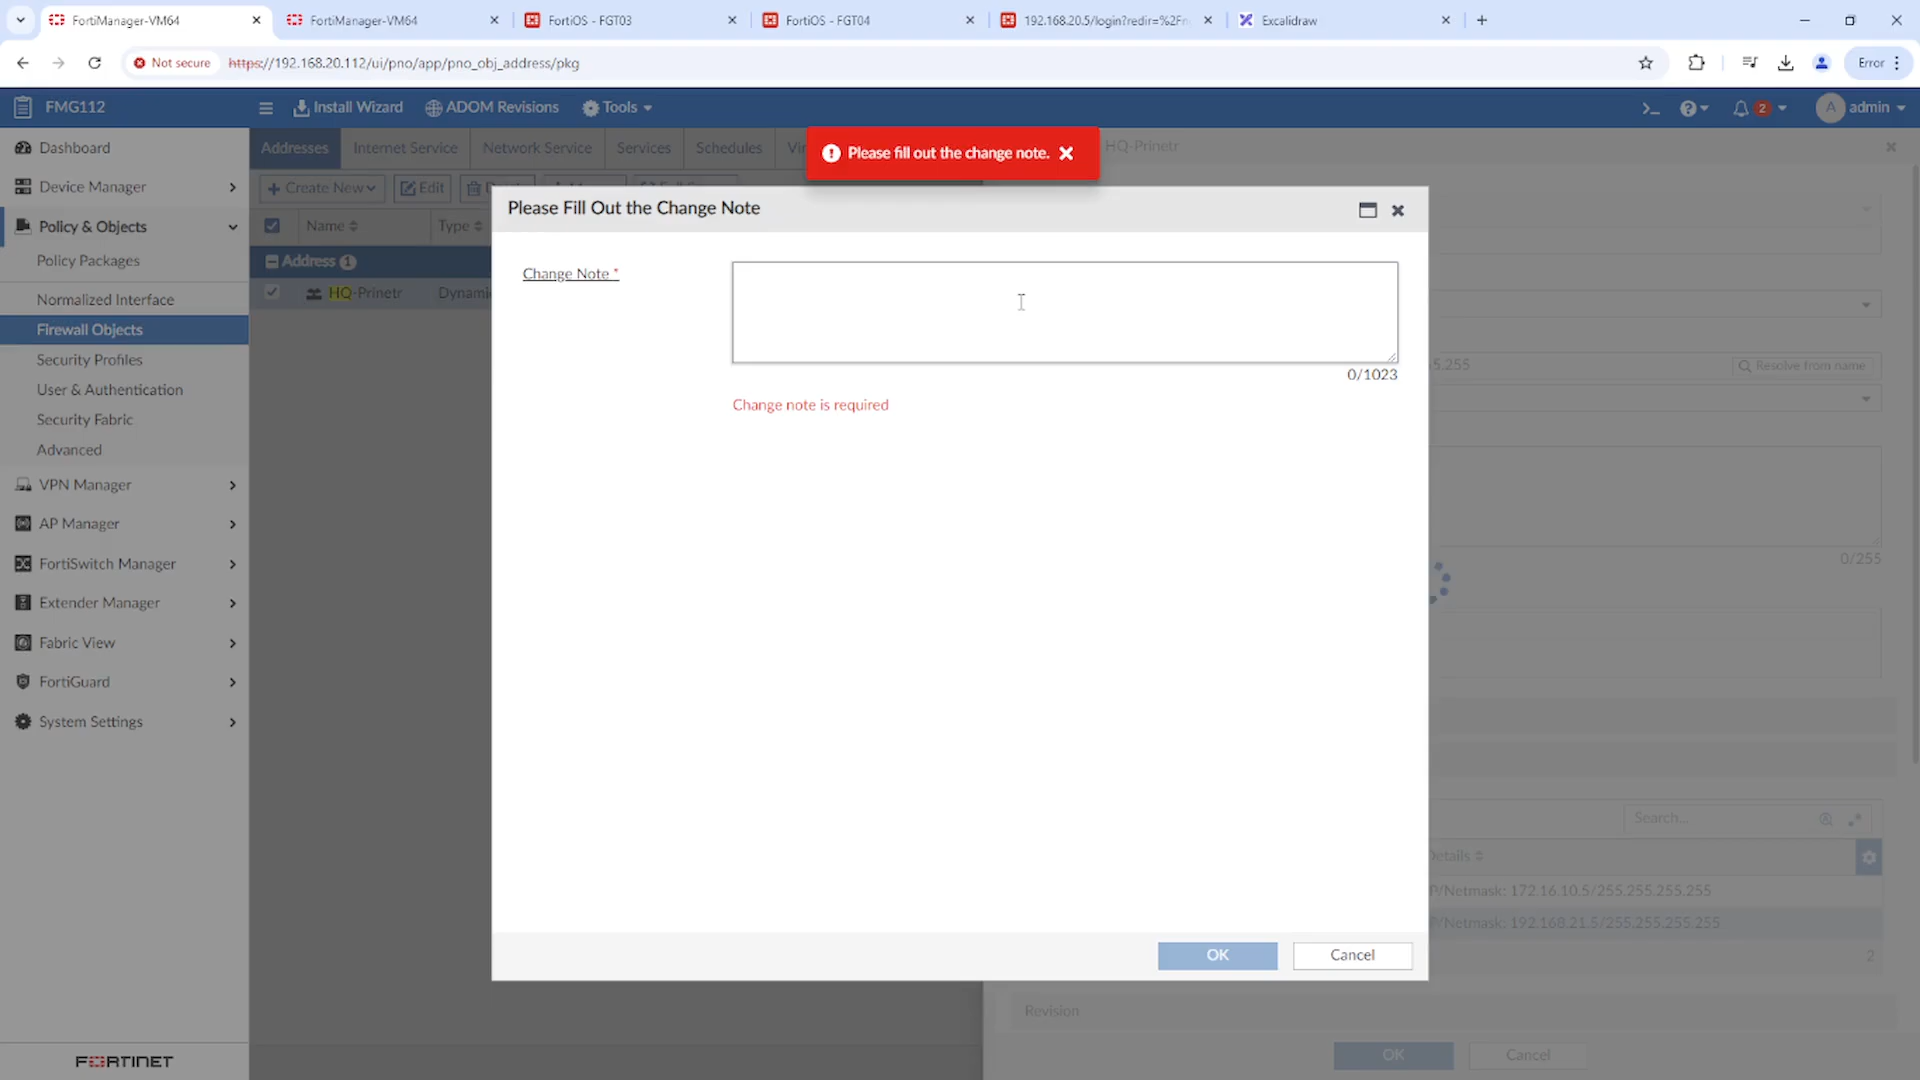 FortiManager-VM64
FortiManager-VM64
FortiOS - FGT03
FortiOS - FGT04
192.168.20.5/login?redir=%2F
Excalidraw
Not secure
https://192.168.20.112/ui/pno/app/pno_obj_address/pkg
Error
FMG112
Install Wizard
ADOM Revisions
Tools
2
A
admin
Dashboard
Device Manager
Policy & Objects
Policy Packages
Normalized Interface
Firewall Objects
Security Profiles
User & Authentication
Security Fabric
Advanced
VPN Manager
AP Manager
FortiSwitch Manager
Extender Manager
Fabric View
FortiGuard
System Settings
FORTINET
Addresses
Internet Service
Network Service
Services
Schedules
Please fill out the change note.
HQ-Prinetr
Create New
Edit
Name
Type
Address 1
HQ-Prinetr
Dynami
Please Fill Out the Change Note
Change Note *
0/1023
Change note is required
OK
Cancel
5.255
Resolve from name
0/255
Search...
Details
P/Netmask: 172.16.10.5/255.255.255.255
P/Netmask: 192.168.21.5/255.255.255.255
2
Revision
OK
Cancel